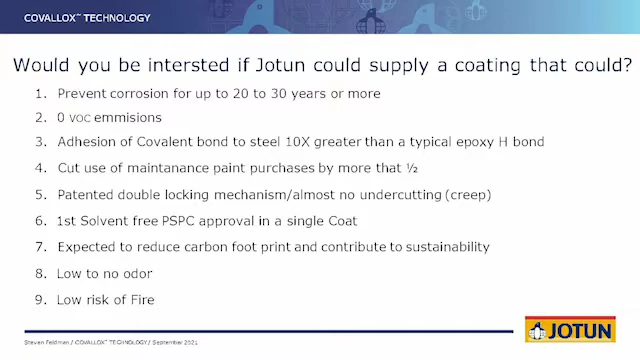 COVALLOX™ TECHNOLOGY
Would you be intersted if Jotun could supply a coating that could?
1. Prevent corrosion for up to 20 to 30 years or more
2. 0 VOC emmisions
3. Adhesion of Covalent bond to steel 10X greater than a typical epoxy H bond
4. Cut use of maintanance paint purchases by more that ½
5. Patented double locking mechanism/almost no undercutting (creep)
6. 1st Solvent free PSPC approval in a single Coat
7. Expected to reduce carbon foot print and contribute to sustainability
8. Low to no odor
9. Low risk of Fire
JOTUN
Steven Feldman / COVALLOX™ TECHNOLOGY / September 2021